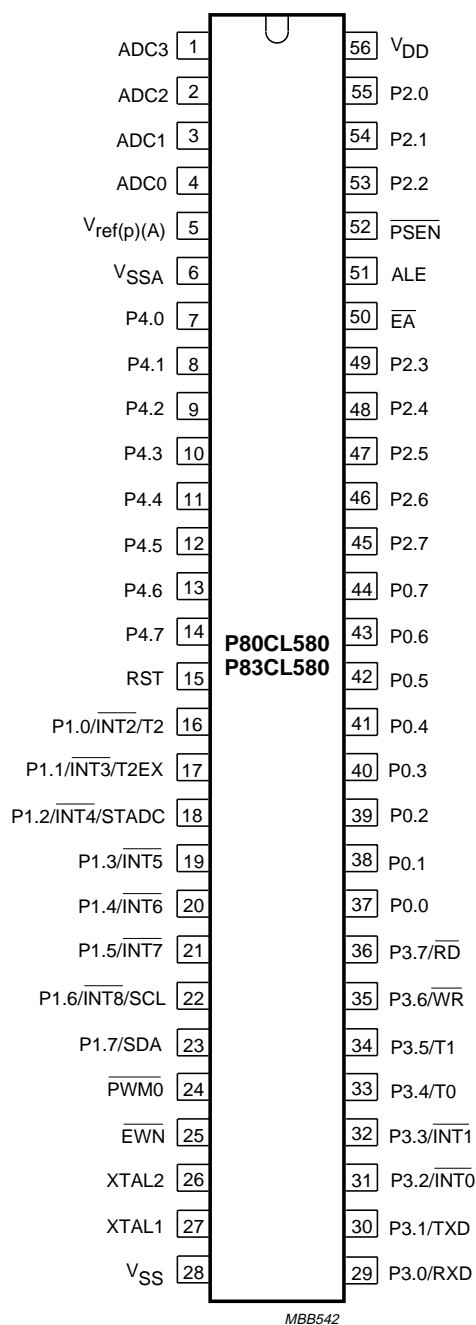 ADC3 1 56 VDD
ADC2 2 55 P2.0
ADC1 3 54 P2.1
ADC0 4 53 P2.2
Vref(p)(A) 5 52 PSEN
VSSA 6 51 ALE
P4.0 7 50 EA
P4.1 8 49 P2.3
P4.2 9 48 P2.4
P4.3 10 47 P2.5
P4.4 11 46 P2.6
P4.5 12 45 P2.7
P4.6 13 44 P0.7
P4.7 14 P80CL580 43 P0.6
RST 15 P83CL580 42 P0.5
P1.0/INT2/T2 16 41 P0.4
P1.1/INT3/T2EX 17 40 P0.3
P1.2/INT4/STADC 18 39 P0.2
P1.3/INT5 19 38 P0.1
P1.4/INT6 20 37 P0.0
P1.5/INT7 21 36 P3.7/RD
P1.6/INT8/SCL 22 35 P3.6/WR
P1.7/SDA 23 34 P3.5/T1
PWM0 24 33 P3.4/T0
EWN 25 32 P3.3/INT1
XTAL2 26 31 P3.2/INT0
XTAL1 27 30 P3.1/TXD
VSS 28 29 P3.0/RXD
MBB542